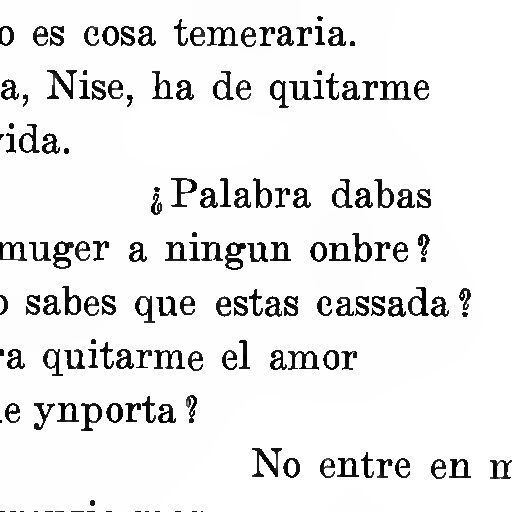 o es cosa temeraria.
a, Nise, ha de quitarme
vida.
¿Palabra dabas
muger a ningun onbre?
o sabes que estas cassada?
ra quitarme el amor
le ynporta?
No entre en m